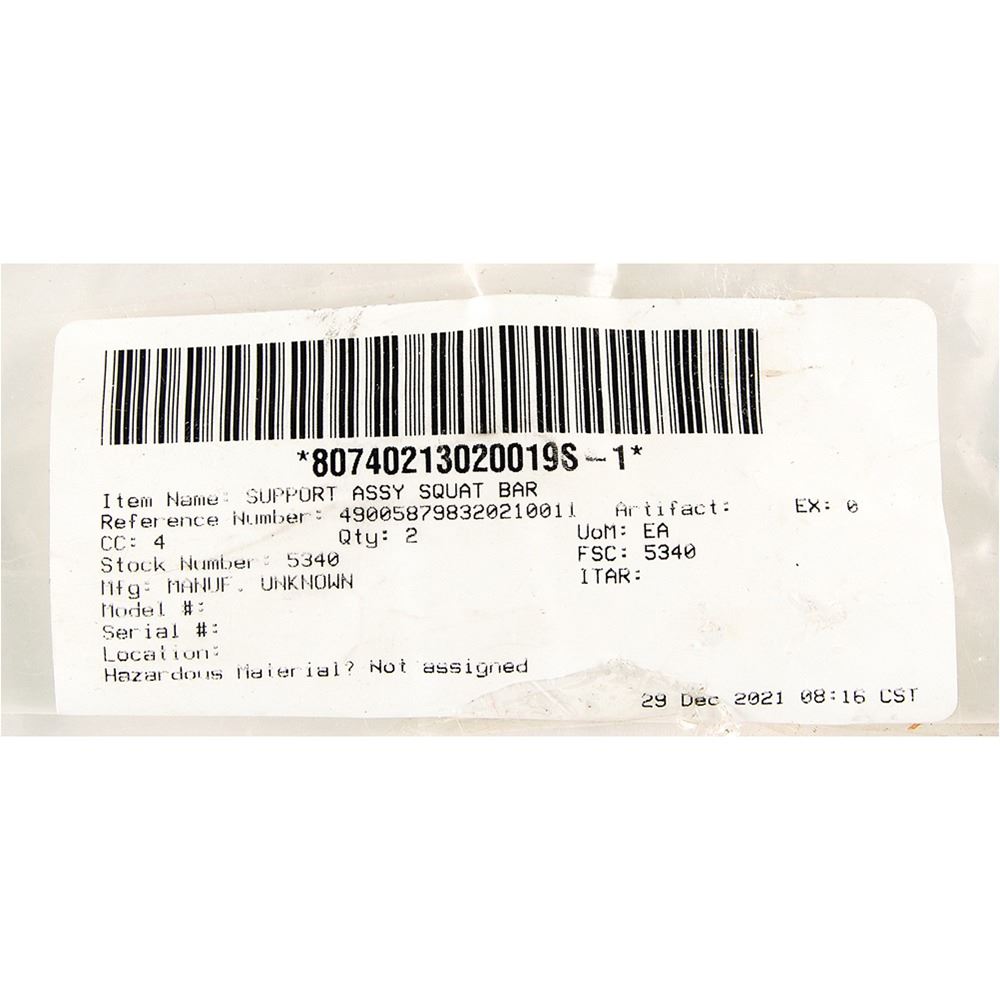 *80740213020019S-1*
Item Name: SUPPORT ASSY SQUAT BAR
Reference Number: 490058798320210011 Artifact: EX: 0
CC: 4 Qty: 2 UoM: EA
Stock Number: 5340 FSC: 5340
Mfg: MANUF. UNKNOWN ITAR:
Model #:
Serial #:
Location:
Hazardous Material? Not assigned
29 Dec 2021 08:16 CST